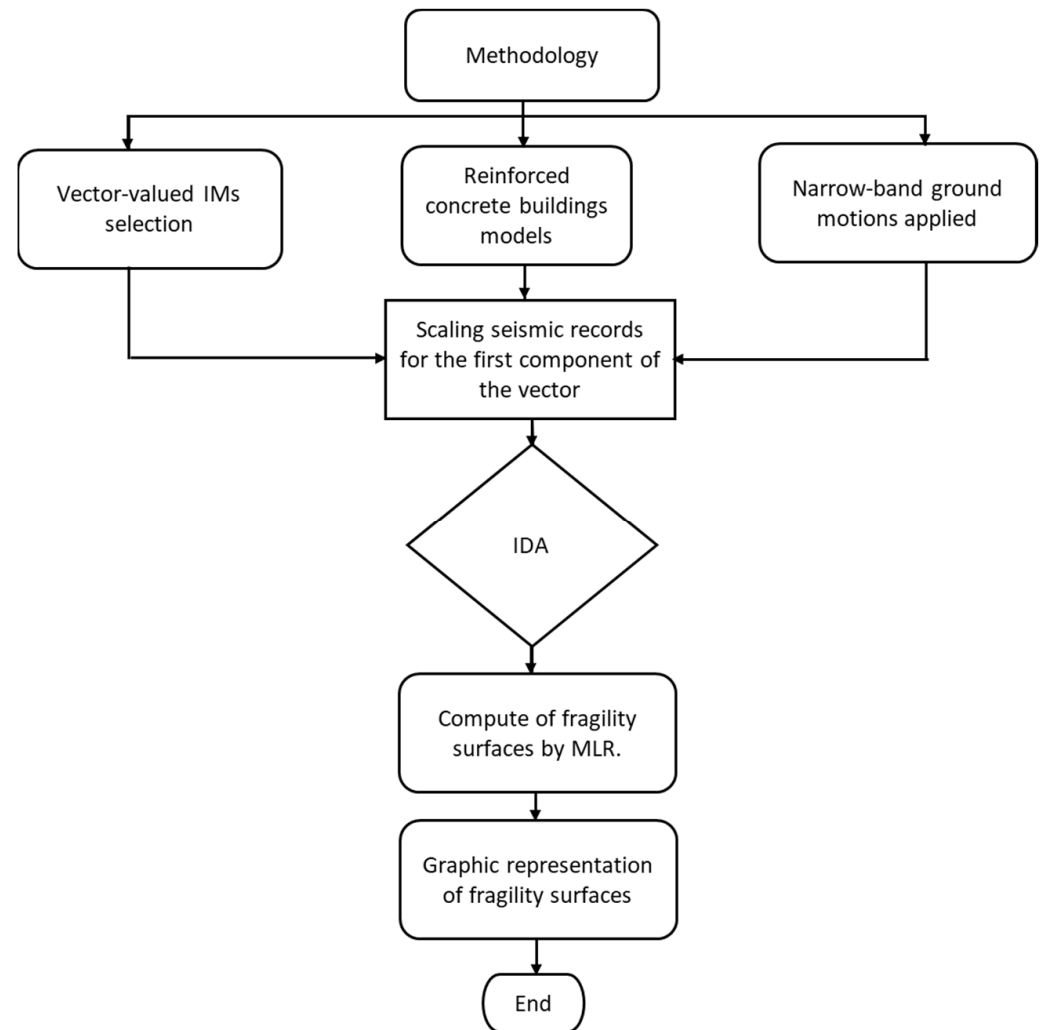 Methodology
Vector-valued IMs
selection
Reinforced
concrete buildings
models
Narrow-band ground
motions applied
Scaling seismic records
for the first component of
the vector
IDA
Compute of fragility
surfaces by MLR.
Graphic representation
of fragility surfaces
End